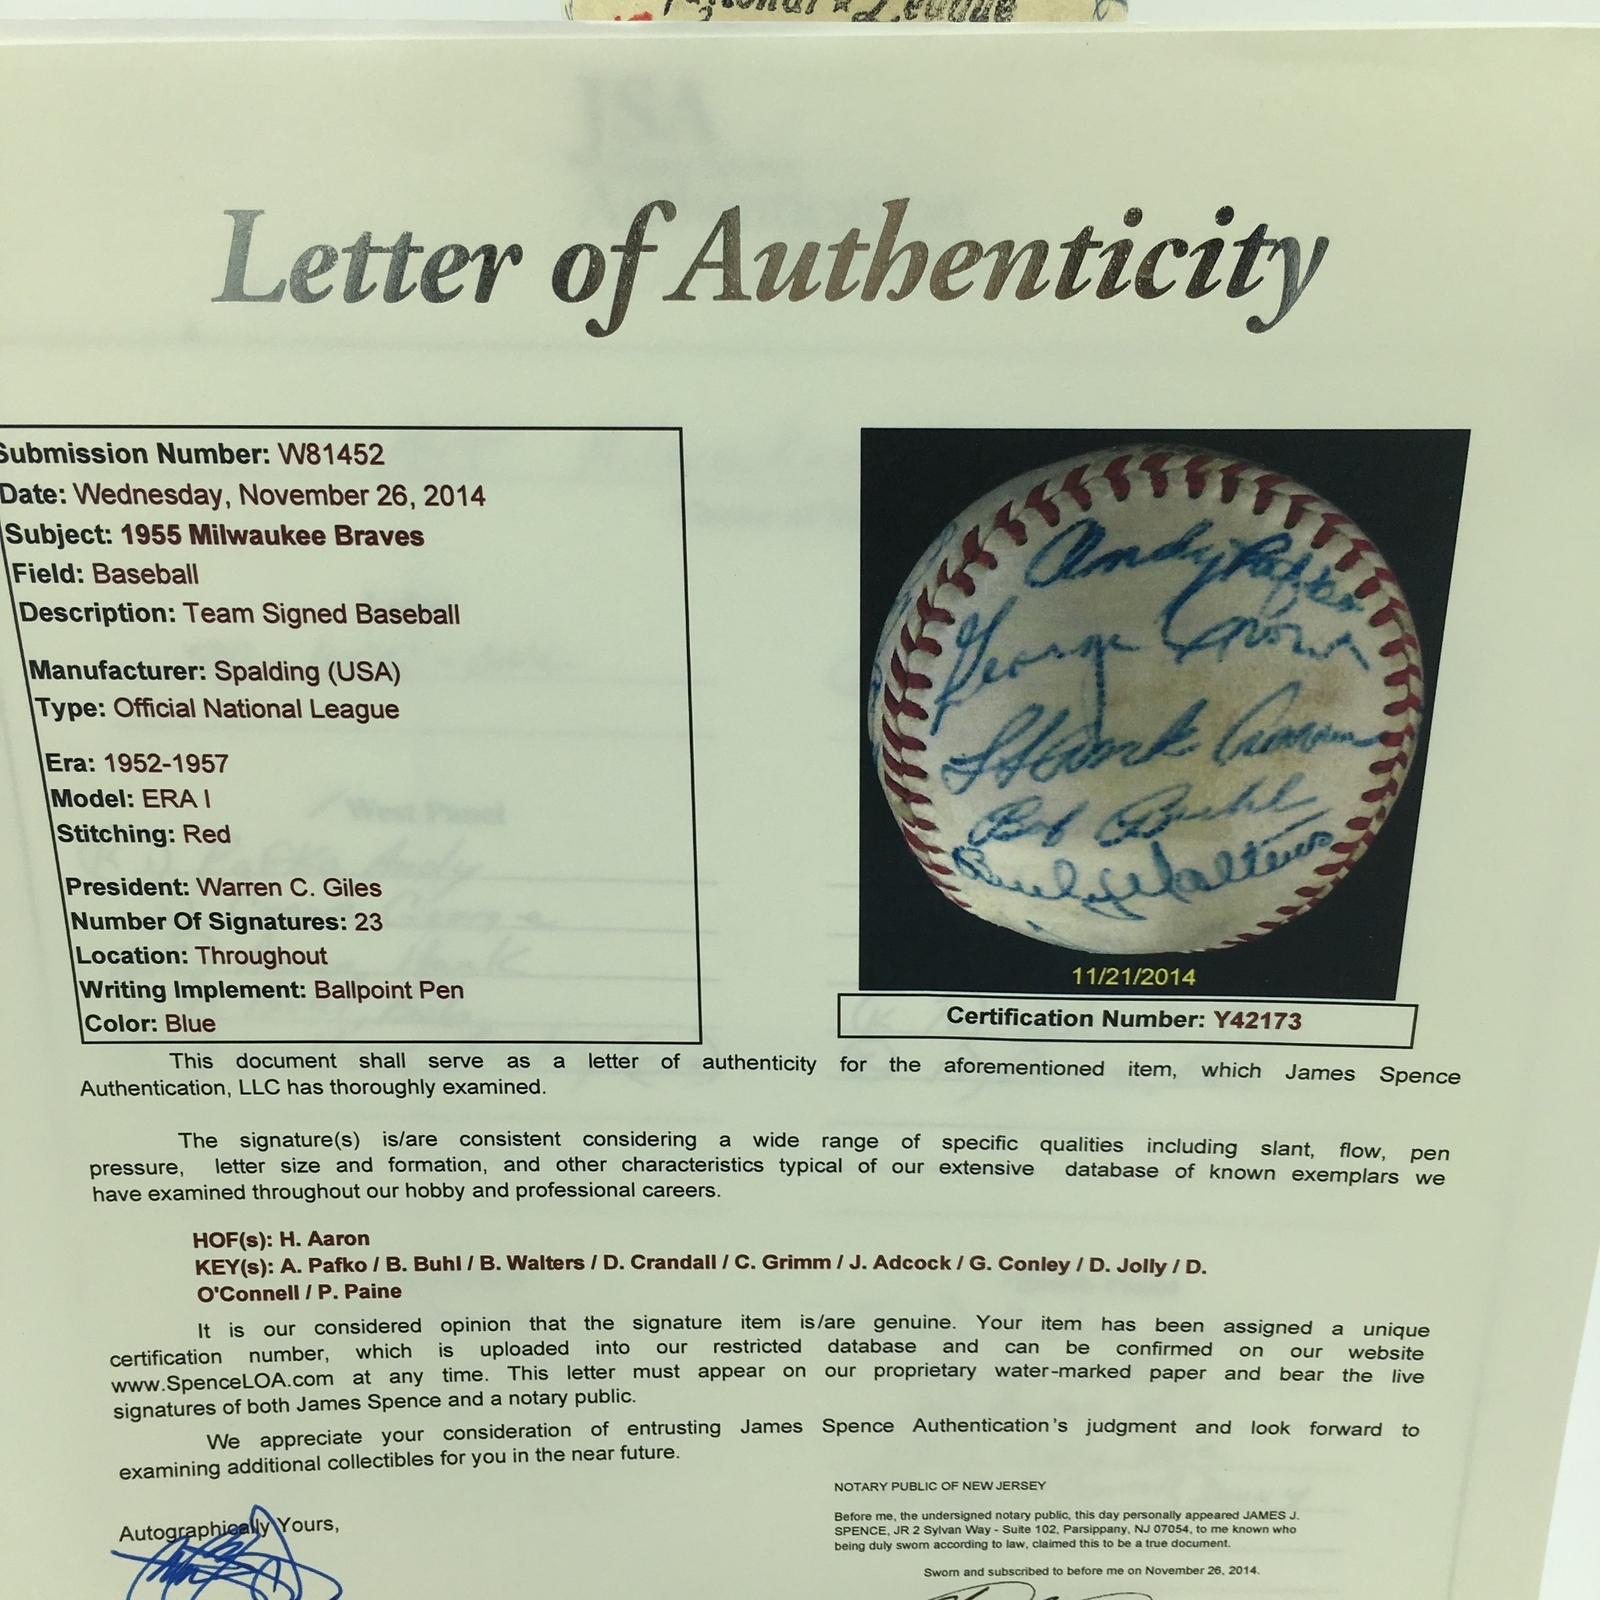 National League
Letter of Authenticity
Submission Number: W81452
Date: Wednesday, November 26, 2014
Subject: 1955 Milwaukee Braves
Field: Baseball
Description: Team Signed Baseball
Manufacturer: Spalding (USA)
Type: Official National League
Era: 1952-1957
Model: ERA I
Stitching: Red
President: Warren C. Giles
Number Of Signatures: 23
Location: Throughout
Writing Implement: Ballpoint Pen
Color: Blue
Andy Pafko
George Crowe
Hank Aaron
Bob Buhl
Bucky Walters
11/21/2014
Certification Number: Y42173
This document shall serve as a letter of authenticity for the aforementioned item, which James Spence
Authentication, LLC has thoroughly examined.
The signature(s) is/are consistent considering a wide range of specific qualities including slant, flow, pen
pressure, letter size and formation, and other characteristics typical of our extensive database of known exemplars we
have examined throughout our hobby and professional careers.
HOF(s): H. Aaron
KEY(s): A. Pafko / B. Buhl / B. Walters / D. Crandall / C. Grimm / J. Adcock / G. Conley / D. Jolly / D.
O'Connell / P. Paine
It is our considered opinion that the signature item is/are genuine. Your item has been assigned a unique
certification number, which is uploaded into our restricted database and can be confirmed on our website
www.SpenceLOA.com at any time. This letter must appear on our proprietary water-marked paper and bear the live
signatures of both James Spence and a notary public.
We appreciate your consideration of entrusting James Spence Authentication's judgment and look forward to
examining additional collectibles for you in the near future.
Autographically Yours,
NOTARY PUBLIC OF NEW JERSEY
Before me, the undersigned notary public, this day personally appeared JAMES J.
SPENCE, JR 2 Sylvan Way - Suite 102, Parsippany, NJ 07054, to me known who
being duly sworn according to law, claimed this to be a true document.
Sworn and subscribed to before me on November 26, 2014.